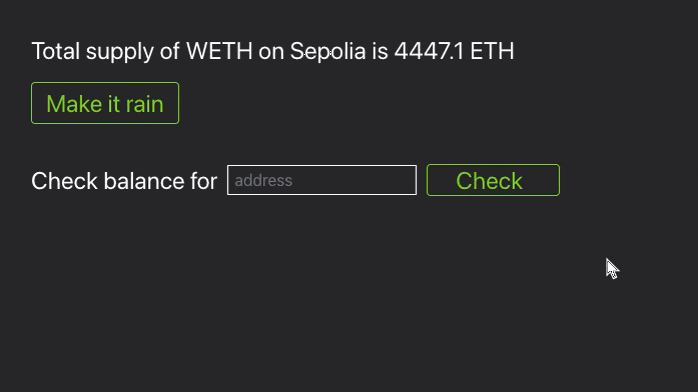 Total supply of WETH on Sepolia is 4447.1 ETH
Make it rain
Check balance for address Check